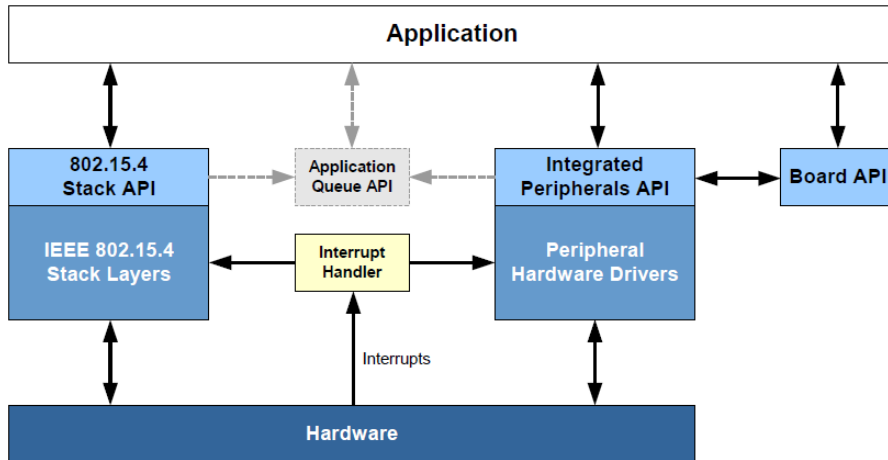 Application
802.15.4
Stack API
Application
Queue API
Integrated
Peripherals API
Board API
IEEE 802.15.4
Stack Layers
Interrupt
Handler
Peripheral
Hardware Drivers
Interrupts
Hardware